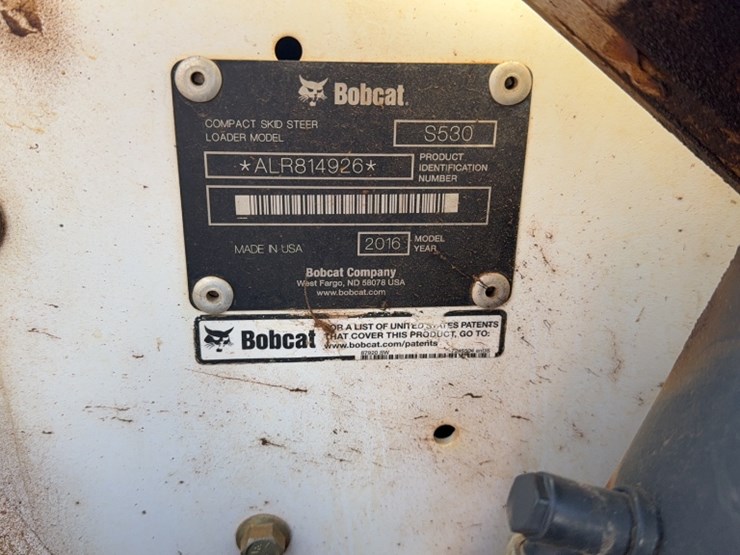 Bobcat.
COMPACT SKID STEER
LOADER MODEL
S530
*ALR814926*
PRODUCT
IDENTIFICATION
NUMBER
MADE IN USA
2016
MODEL
YEAR
Bobcat Company
West Fargo, ND 58078 USA
www.bobcat.com
Bobcat
OR A LIST OF UNITED STATES PATENTS
THAT COVER THIS PRODUCT, GO TO:
www.bobcat.com/patents